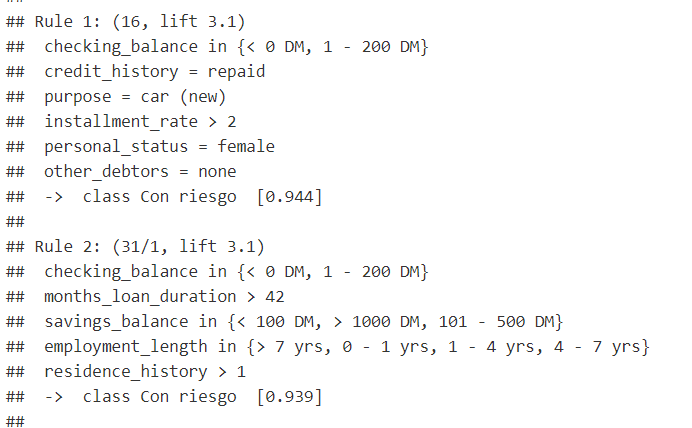 ## Rule 1: (16, lift 3.1)
## checking_balance in {< 0 DM, 1 - 200 DM}
## credit_history = repaid
## purpose = car (new)
## installment_rate > 2
## personal_status = female
## other_debtors = none
## -> class Con riesgo [0.944]
##
## Rule 2: (31/1, lift 3.1)
## checking_balance in {< 0 DM, 1 - 200 DM}
## months_loan_duration > 42
## savings_balance in {< 100 DM, > 1000 DM, 101 - 500 DM}
## employment_length in {> 7 yrs, 0 - 1 yrs, 1 - 4 yrs, 4 - 7 yrs}
## residence_history > 1
## -> class Con riesgo [0.939]
##